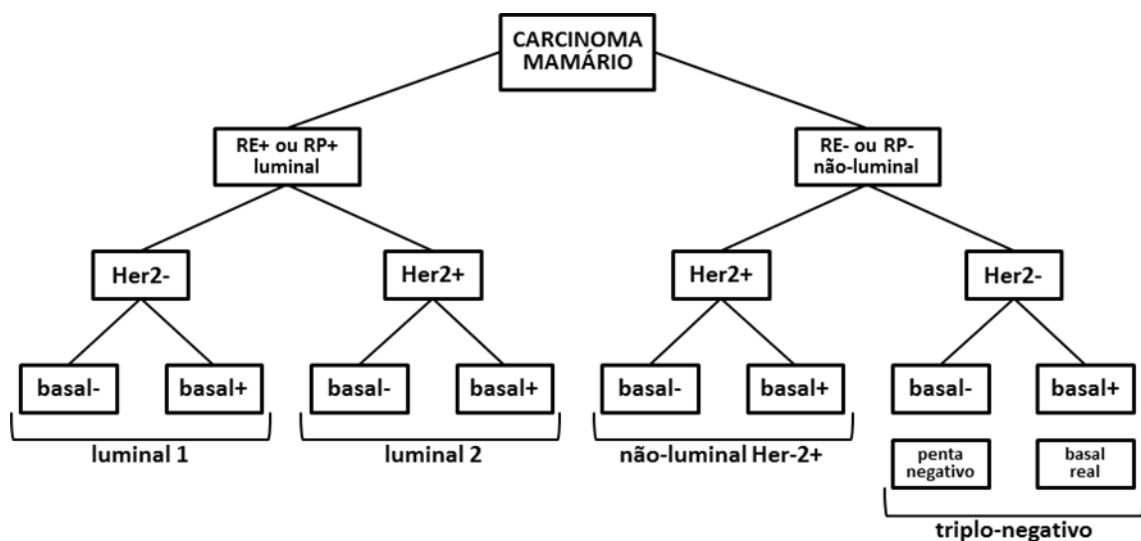 CARCINOMA
MAMÁRIO
RE+ ou RP+
luminal
RE- ou RP-
não-luminal
Her2-
Her2+
Her2+
Her2-
basal-
basal+
basal-
basal+
basal-
basal+
basal-
basal+
luminal 1
luminal 2
não-luminal Her-2+
penta
negativo
basal
real
triplo-negativo